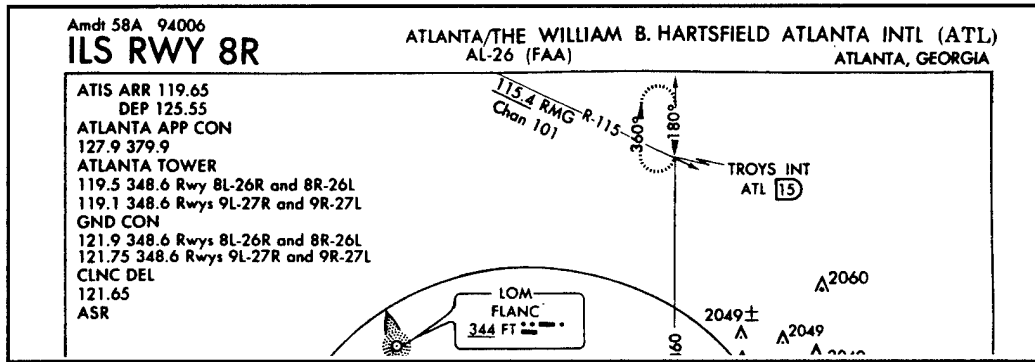 Amdt 58A 94006
ILS RWY 8R
ATLANTA/THE WILLIAM B. HARTSFIELD ATLANTA INTL (ATL)
AL-26 (FAA)
ATLANTA, GEORGIA
ATIS ARR 119.65
DEP 125.55
ATLANTA APP CON
127.9 379.9
ATLANTA TOWER
119.5 348.6 Rwy 8L-26R and 8R-26L
119.1 348.6 Rwys 9L-27R and 9R-27L
GND CON
121.9 348.6 Rwys 8L-26R and 8R-26L
121.75 348.6 Rwys 9L-27R and 9R-27L
CLNC DEL
121.65
ASR
115.4 RMG R-115
Chan 101
360°
180°
TROYS INT
ATL 15
LOM
FLANC
344 FT
2060
2049±
2049